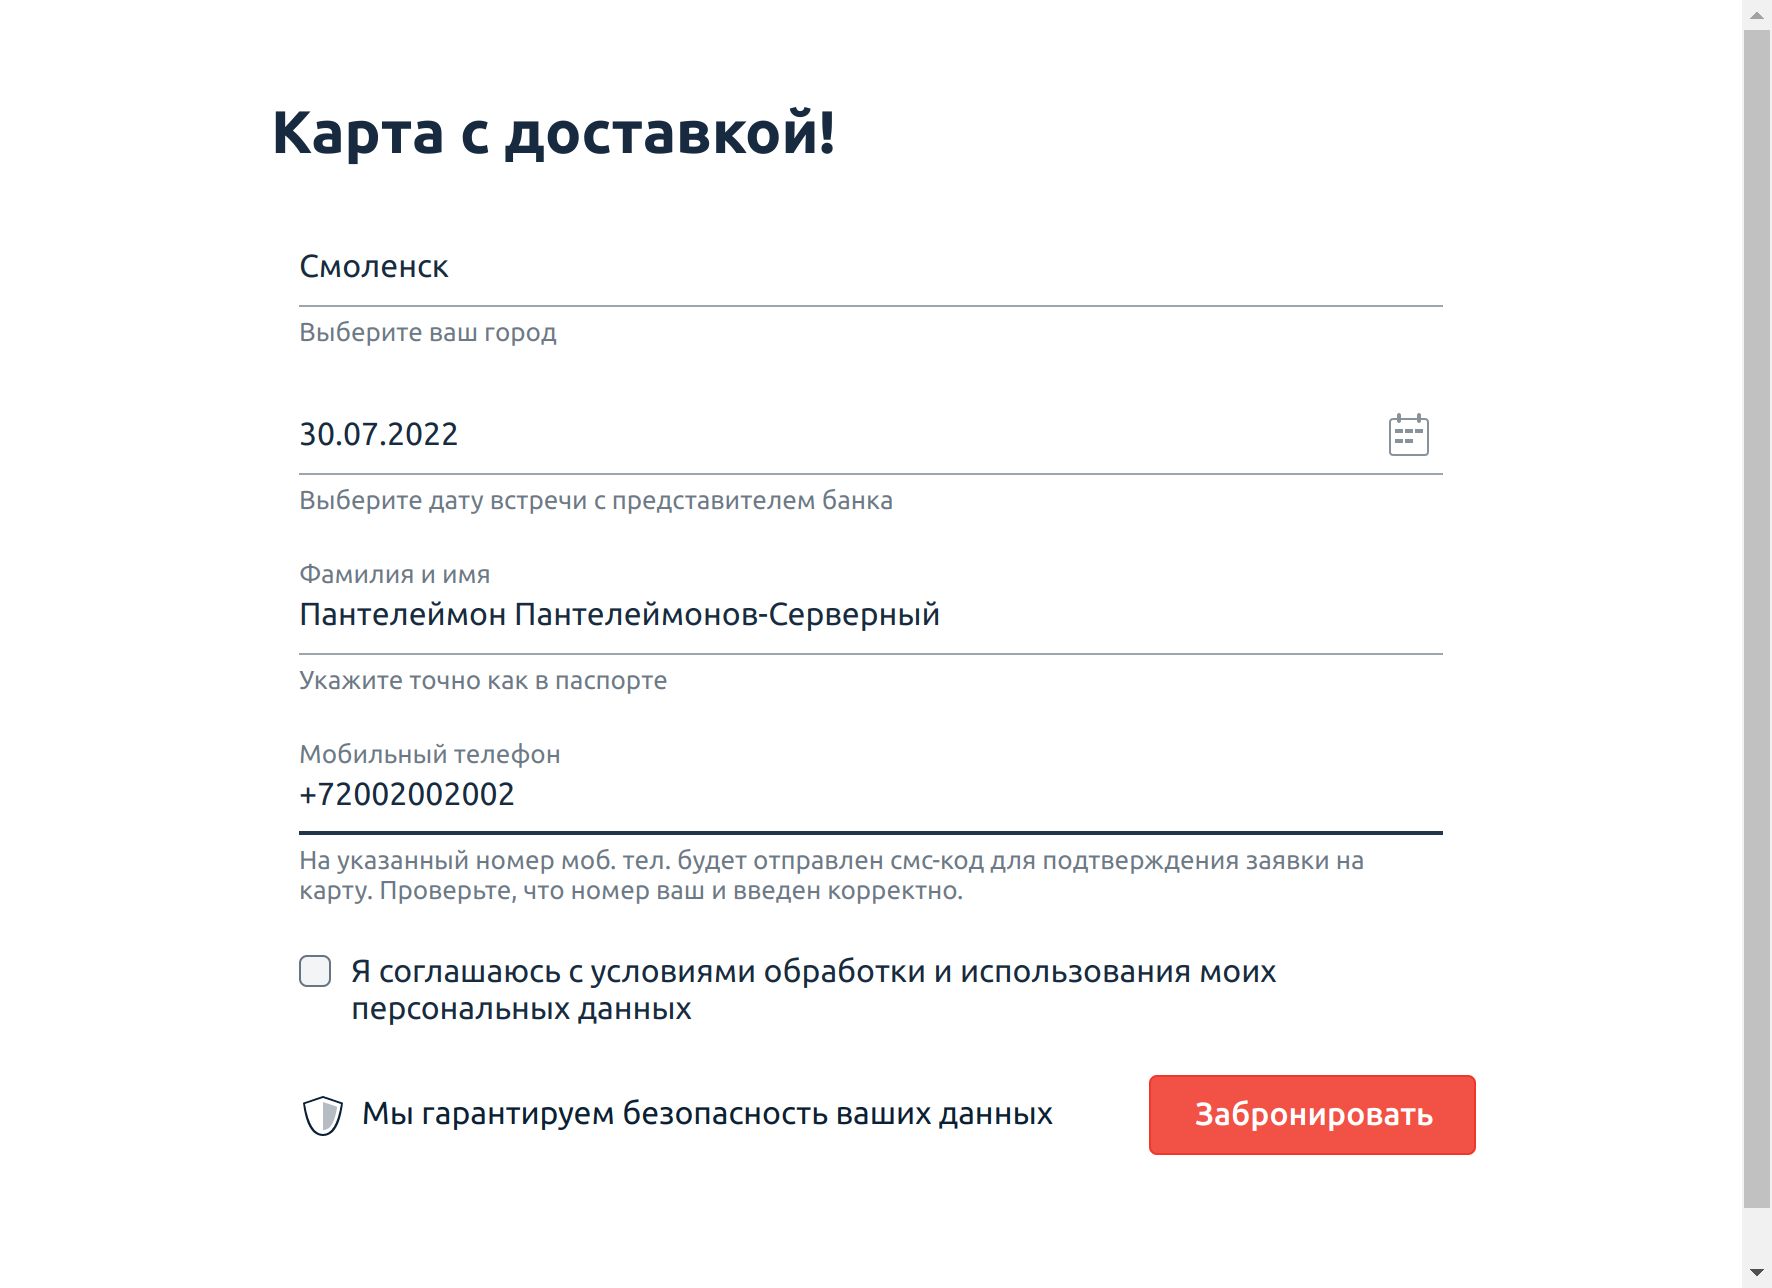 Карта с доставкой!
Смоленск
Выберите ваш город
30.07.2022
Выберите дату встречи с представителем банка
Фамилия и имя
Пантелеймон Пантелеймонов-Серверный
Укажите точно как в паспорте
Мобильный телефон
+72002002002
На указанный номер моб. тел. будет отправлен смс-код для подтверждения заявки на
карту. Проверьте, что номер ваш и введен корректно.
Я соглашаюсь с условиями обработки и использования моих
персональных данных
Мы гарантируем безопасность ваших данных
Забронировать